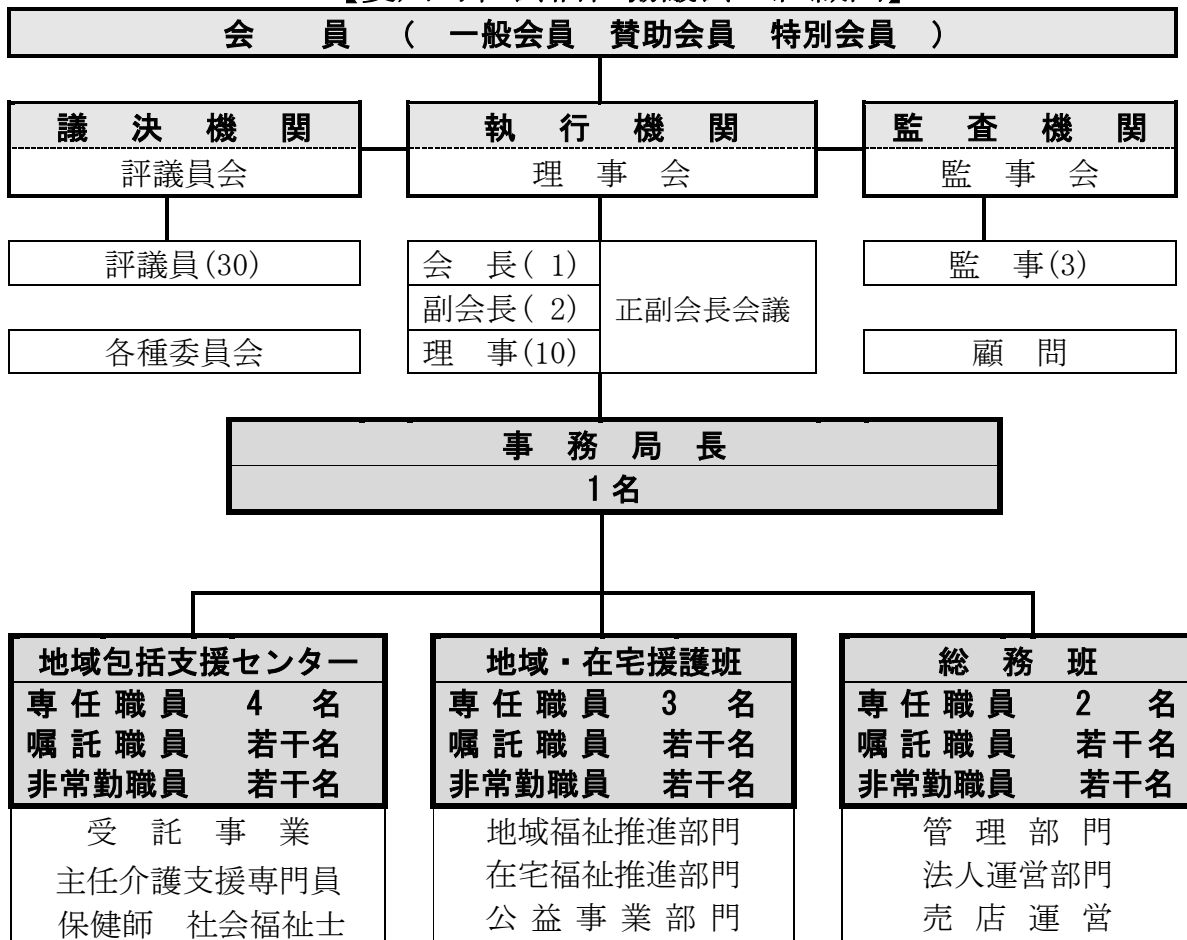 会　員（ 一般会員　賛助会員　特別会員 ）
議決機関
評議員会
執行機関
理事会
監査機関
監事会
評議員(30)
各種委員会
会　長( 1)
副会長( 2)
理　事(10)
正副会長会議
監　事(3)
顧　問
事務局長
1名
地域包括支援センター
専任職員　4　名
嘱託職員　若干名
非常勤職員　若干名
受託事業
主任介護支援専門員
保健師　社会福祉士
地域・在宅援護班
専任職員　3　名
嘱託職員　若干名
非常勤職員　若干名
地域福祉推進部門
在宅福祉推進部門
公益事業部門
総務班
専任職員　2　名
嘱託職員　若干名
非常勤職員　若干名
管理部門
法人運営部門
売店運営